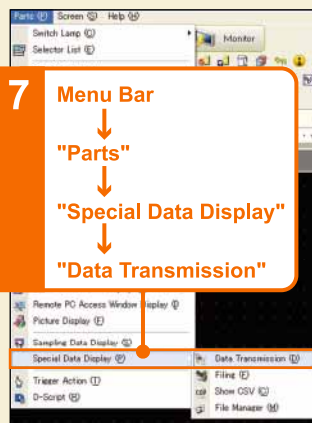 Parts (P) Screen (S) Help (H)
Switch Lamp (C)
Selector List (E)
Monitor
7
Menu Bar
"Parts"
"Special Data Display"
"Data Transmission"
Remote PC Access Window Display (
Picture Display (F)
Sampling Data Display (G)
Special Data Display (P)
Trigger Action (T)
D-Script (R)
Data Transmission (D)
Filing (F)
Show CSV (C)
File Manager (M)